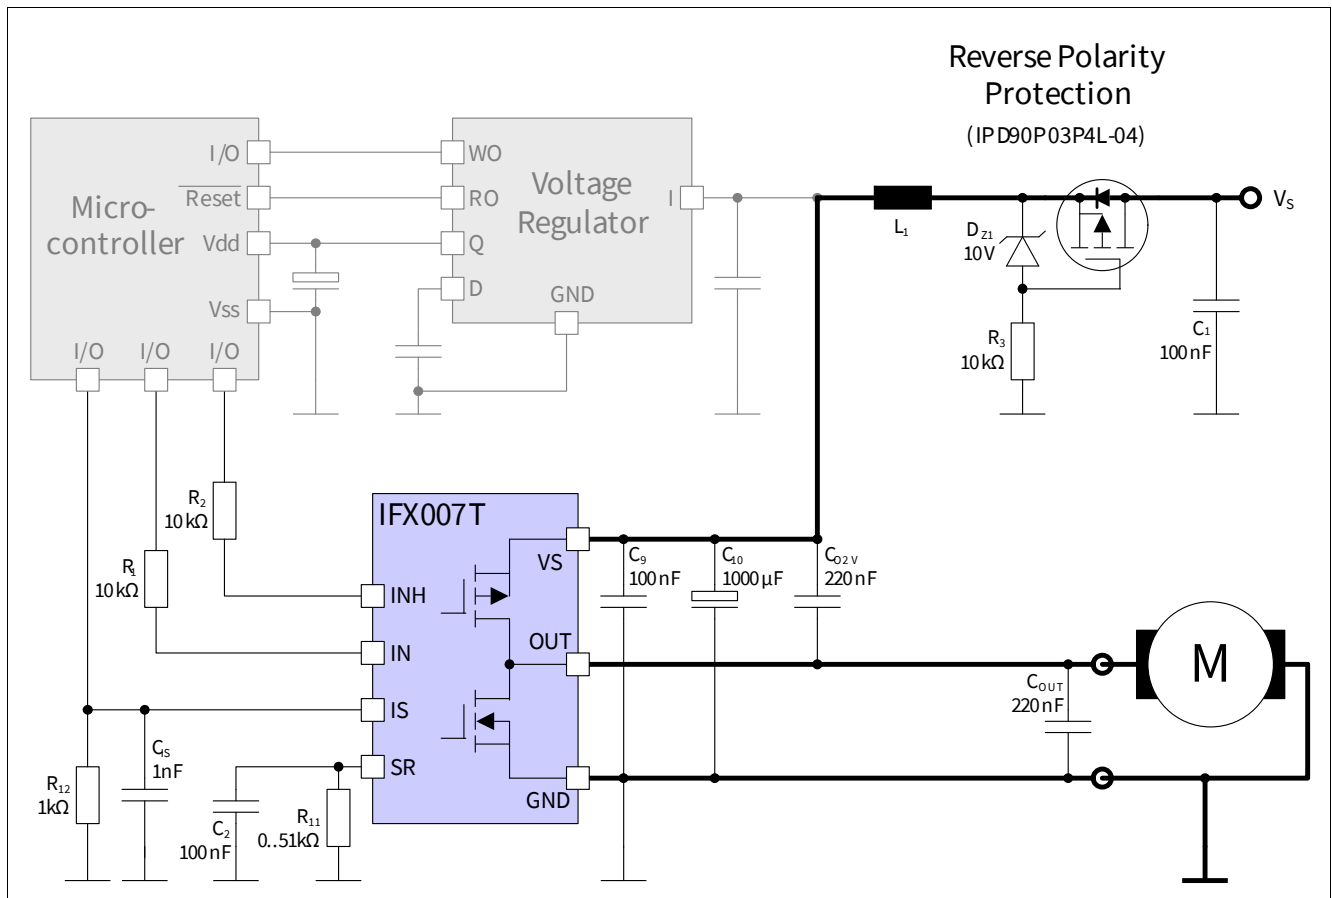 Reverse Polarity
Protection
(IPD90P03P4L-04)
Micro-
controller
I/O
Reset
Vdd
Vss
I/O
I/O
I/O
Voltage
Regulator
WO
RO
Q
D
GND
I
L1
DZ1
10V
R3
10kΩ
C1
100nF
VS
R2
10kΩ
R1
10kΩ
R12
1kΩ
CIS
1nF
C2
100nF
R11
0..51kΩ
IFX007T
INH
IN
IS
SR
VS
OUT
GND
C9
100nF
C10
1000µF
CO2V
220nF
COUT
220nF
M